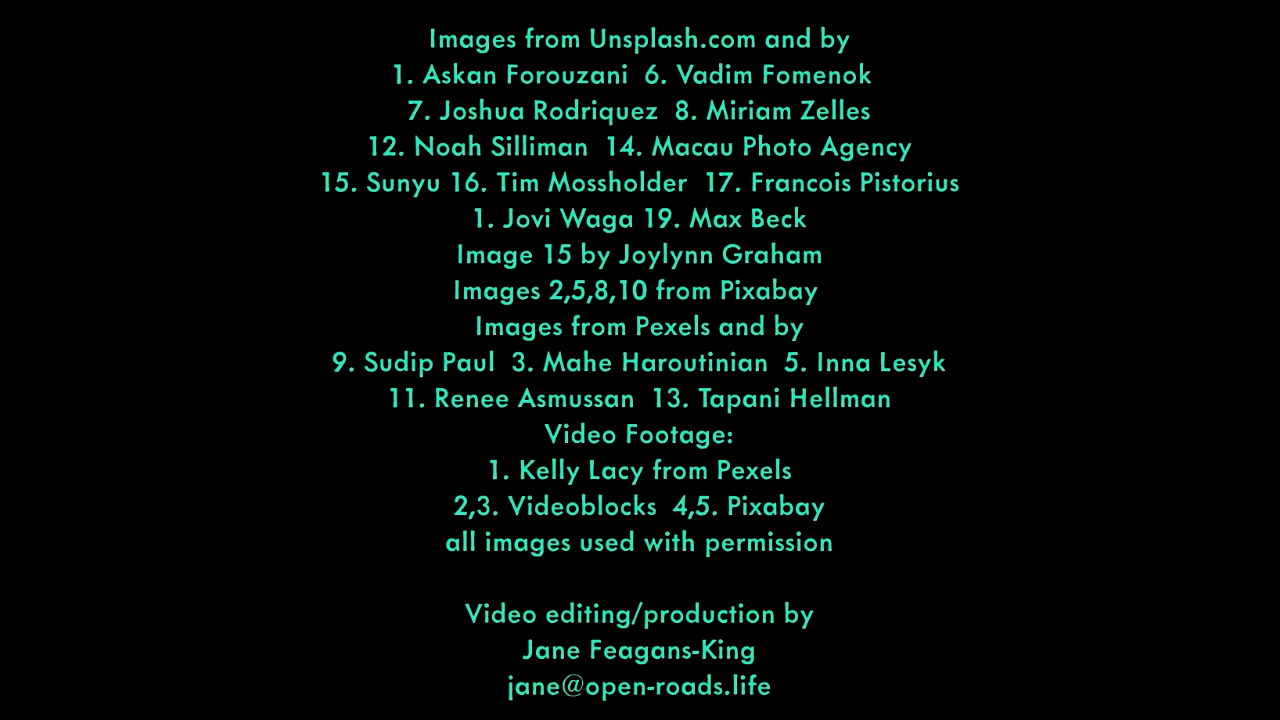 Images from Unsplash.com and by
1. Askan Forouzani 6. Vadim Fomenok
7. Joshua Rodriquez 8. Miriam Zelles
12. Noah Silliman 14. Macau Photo Agency
15. Sunyu 16. Tim Mossholder 17. Francois Pistorius
1. Jovi Waga 19. Max Beck
Image 15 by Joylynn Graham
Images 2,5,8,10 from Pixabay
Images from Pexels and by
9. Sudip Paul 3. Mahe Haroutinian 5. Inna Lesyk
11. Renee Asmussan 13. Tapani Hellman
Video Footage:
1. Kelly Lacy from Pexels
2,3. Videoblocks 4,5. Pixabay
all images used with permission
Video editing/production by
Jane Feagans-King
jane@open-roads.life